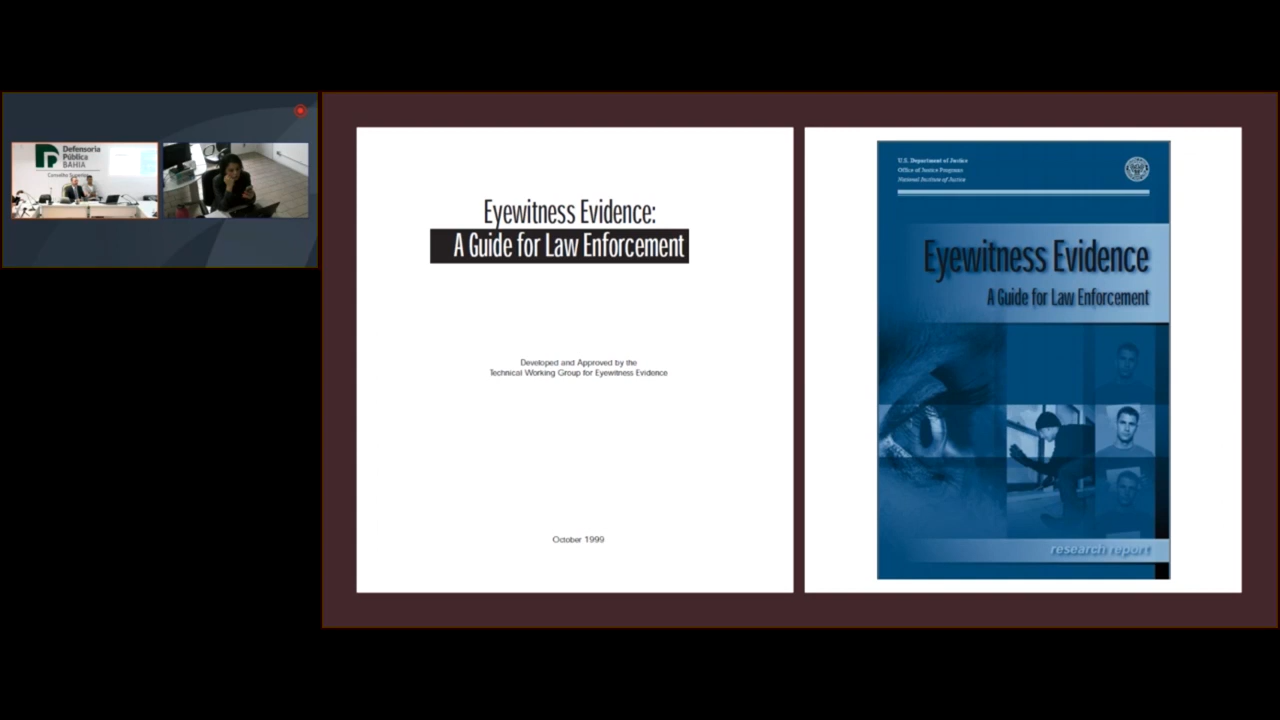 Defensoria
Pública
BAHIA
Conselho Superior
Eyewitness Evidence:
A Guide for Law Enforcement
Developed and Approved by the
Technical Working Group for Eyewitness Evidence
October 1999
U.S. Department of Justice
Office of Justice Programs
National Institute of Justice
Eyewitness Evidence
A Guide for Law Enforcement
research report